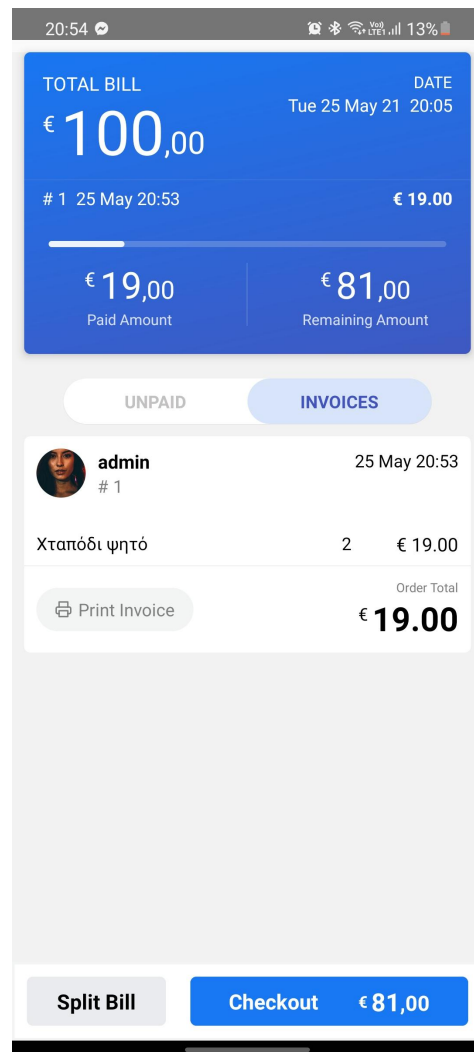 20:54 Vo)) LTE1 13%
TOTAL BILL DATE
€ 100,00 Tue 25 May 21 20:05
# 1 25 May 20:53 € 19.00
€ 19,00 € 81,00
Paid Amount Remaining Amount
UNPAID INVOICES
admin 25 May 20:53
# 1
Χταπόδι ψητό 2 € 19.00
Order Total
Print Invoice € 19.00
Split Bill Checkout € 81,00